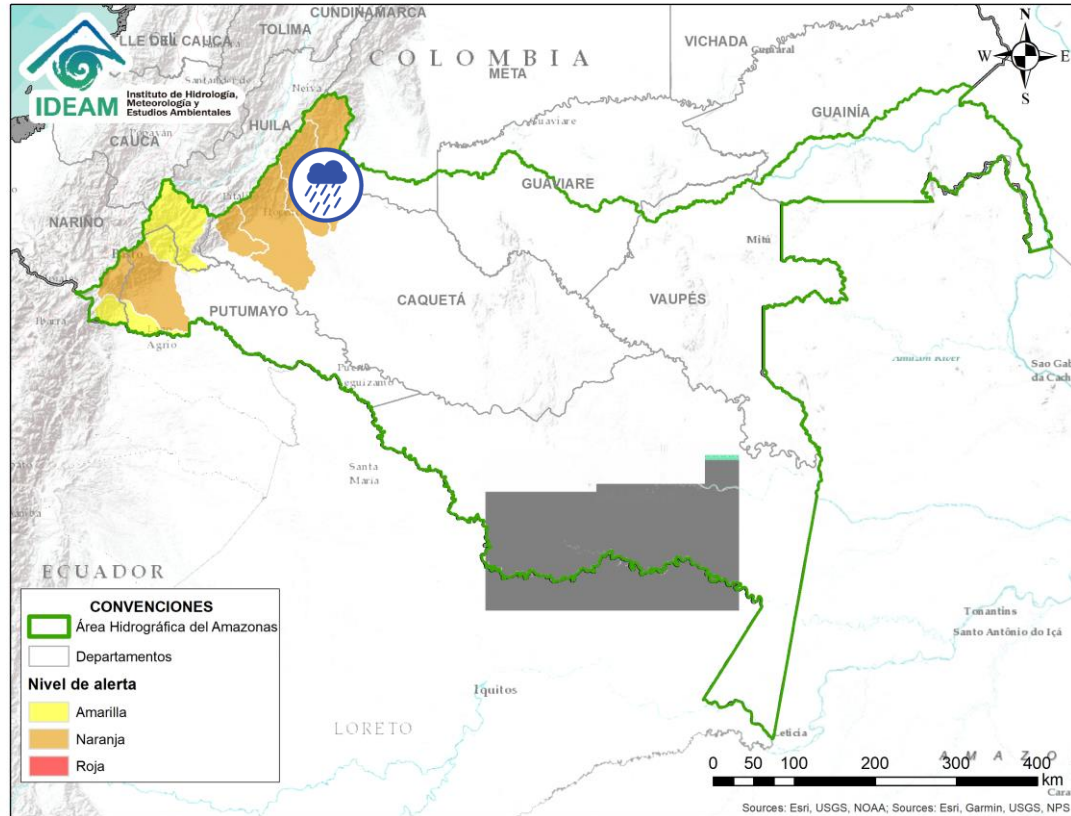 CUNDINAMARCA
TOLIMA
COLOMBIA
VICHADA
META
Neiva
IDEAM
Instituto de Hidrología,
Meteorología y
Estudios Ambientales
HUILA
GUAINÍA
CAUCA
GUAVIARE
NARIÑO
Mitú
CAQUETÁ
VAUPÉS
PUTUMAYO
Agrio
Santa
Maria
ECUADOR
CONVENCIONES
Área Hidrográfica del Amazonas
Departamentos
Nivel de alerta
Amarilla
Naranja
Roja
Iquitos
LORETO
Leticia
Tonantins
Santo Antônio do Içá
N
W E
S
0 50 100 200 300 400
km
Sources: Esri, USGS, NOAA; Sources: Esri, Garmin, USGS, NPS